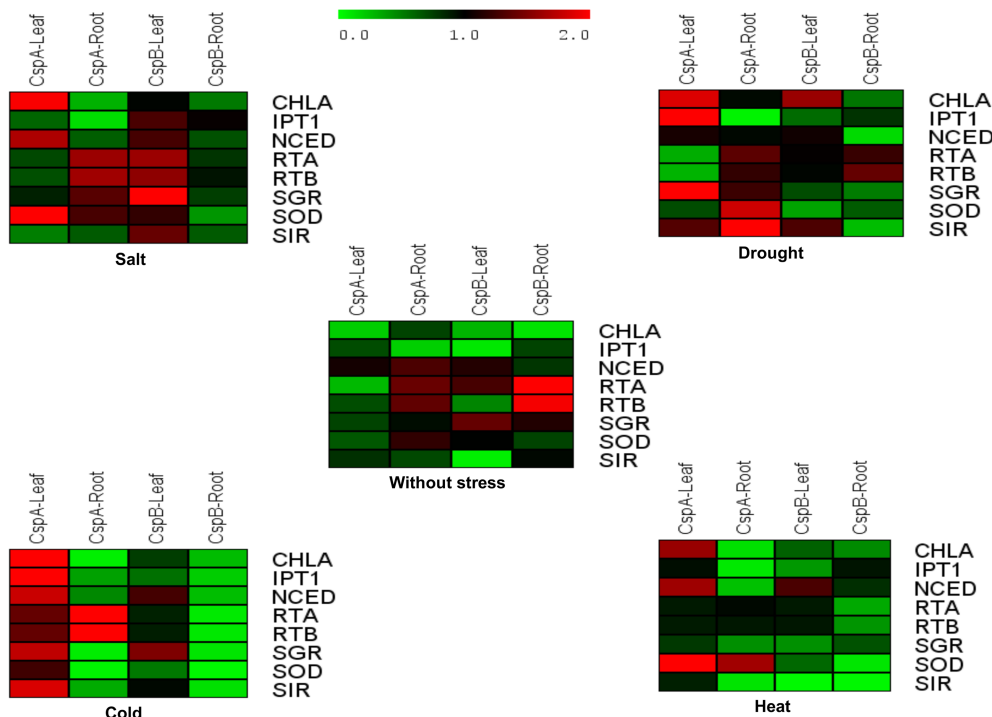 0.0 1.0 2.0
CspA-Leaf CspA-Root CspB-Leaf CspB-Root
CHLA
IPT1
NCED
RTA
RTB
SGR
SOD
SIR
Salt
CspA-Leaf CspA-Root CspB-Leaf CspB-Root
CHLA
IPT1
NCED
RTA
RTB
SGR
SOD
SIR
Drought
CspA-Leaf CspA-Root CspB-Leaf CspB-Root
CHLA
IPT1
NCED
RTA
RTB
SGR
SOD
SIR
Without stress
CspA-Leaf CspA-Root CspB-Leaf CspB-Root
CHLA
IPT1
NCED
RTA
RTB
SGR
SOD
SIR
Cold
CspA-Leaf CspA-Root CspB-Leaf CspB-Root
CHLA
IPT1
NCED
RTA
RTB
SGR
SOD
SIR
Heat